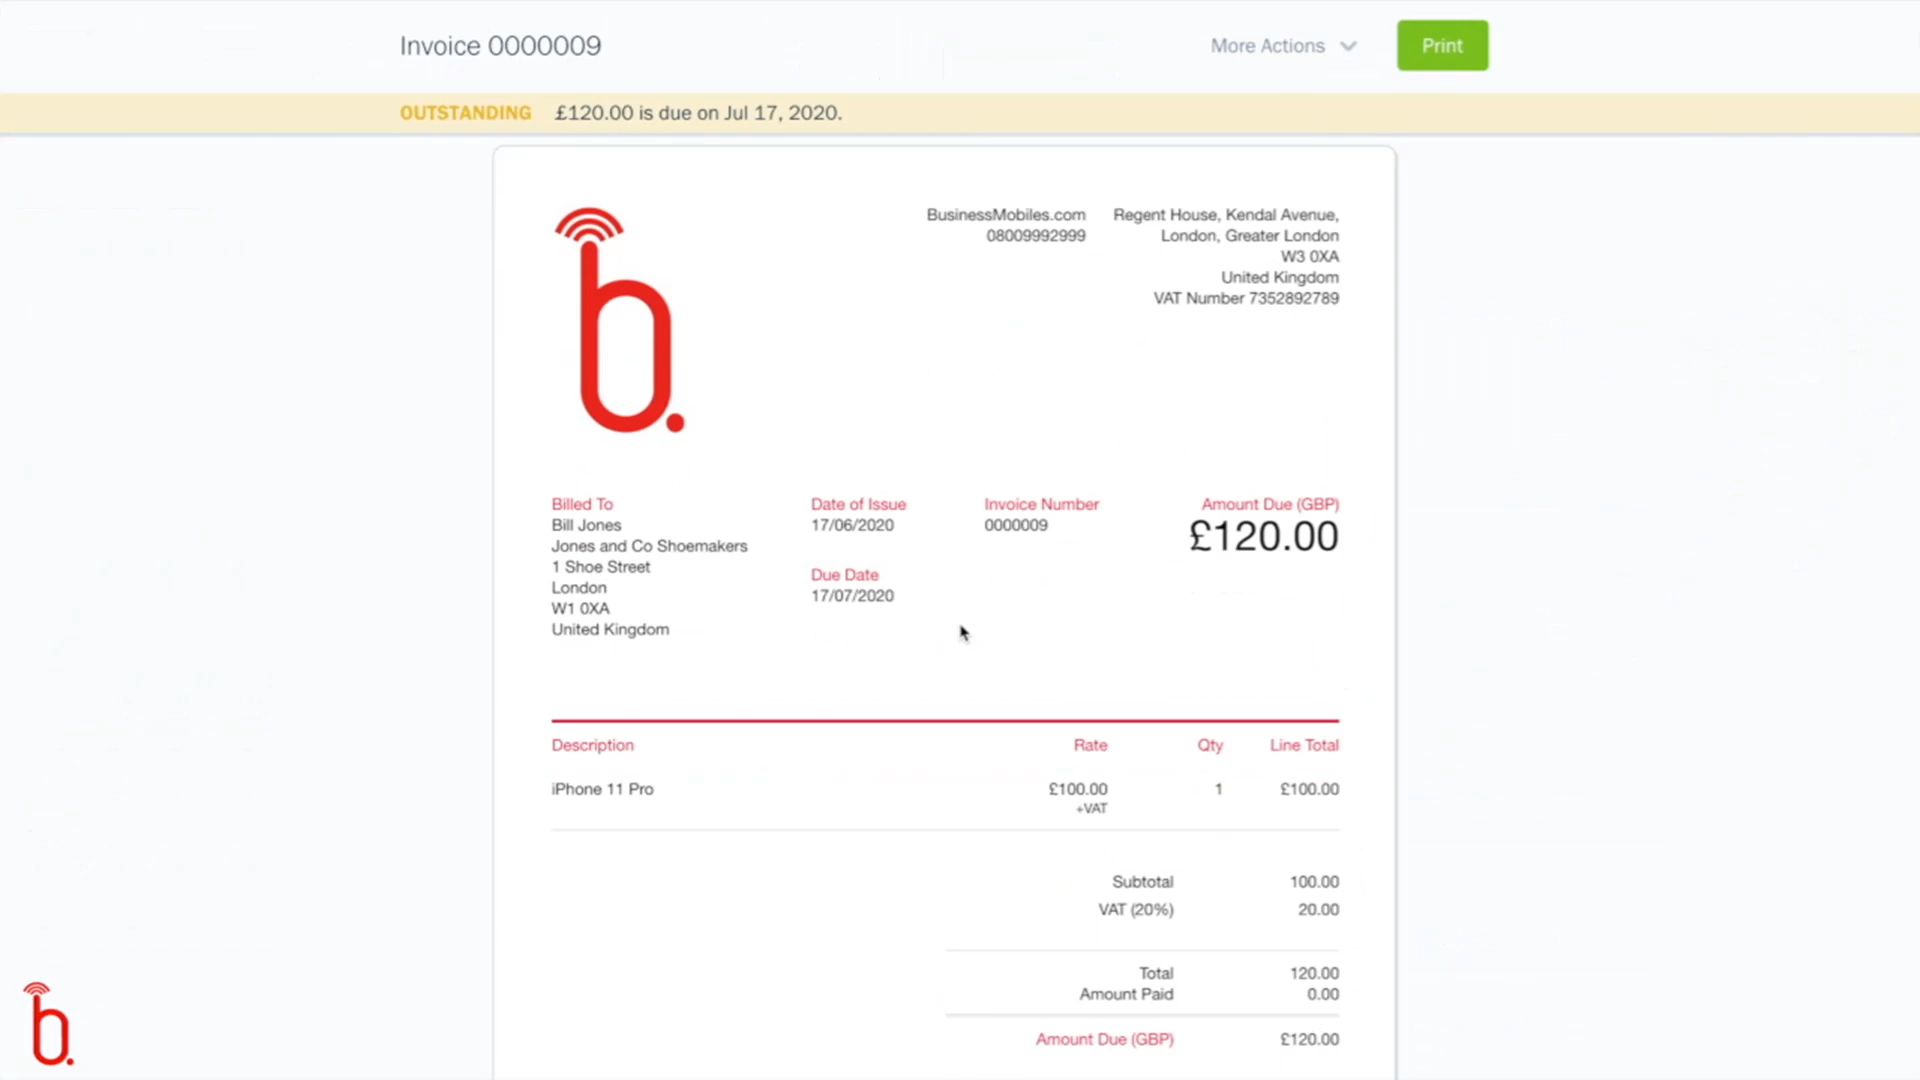 Invoice 0000009
More Actions
Print
OUTSTANDING £120.00 is due on Jul 17, 2020.
b.
BusinessMobiles.com
08009992999
Regent House, Kendal Avenue,
London, Greater London
W3 0XA
United Kingdom
VAT Number 7352892789
Billed To
Bill Jones
Jones and Co Shoemakers
1 Shoe Street
London
W1 0XA
United Kingdom
Date of Issue
17/06/2020
Due Date
17/07/2020
Invoice Number
0000009
Amount Due (GBP)
£120.00
Description Rate Qty Line Total
iPhone 11 Pro £100.00 1 £100.00
+VAT
Subtotal 100.00
VAT (20%) 20.00
Total 120.00
Amount Paid 0.00
Amount Due (GBP) £120.00
b.